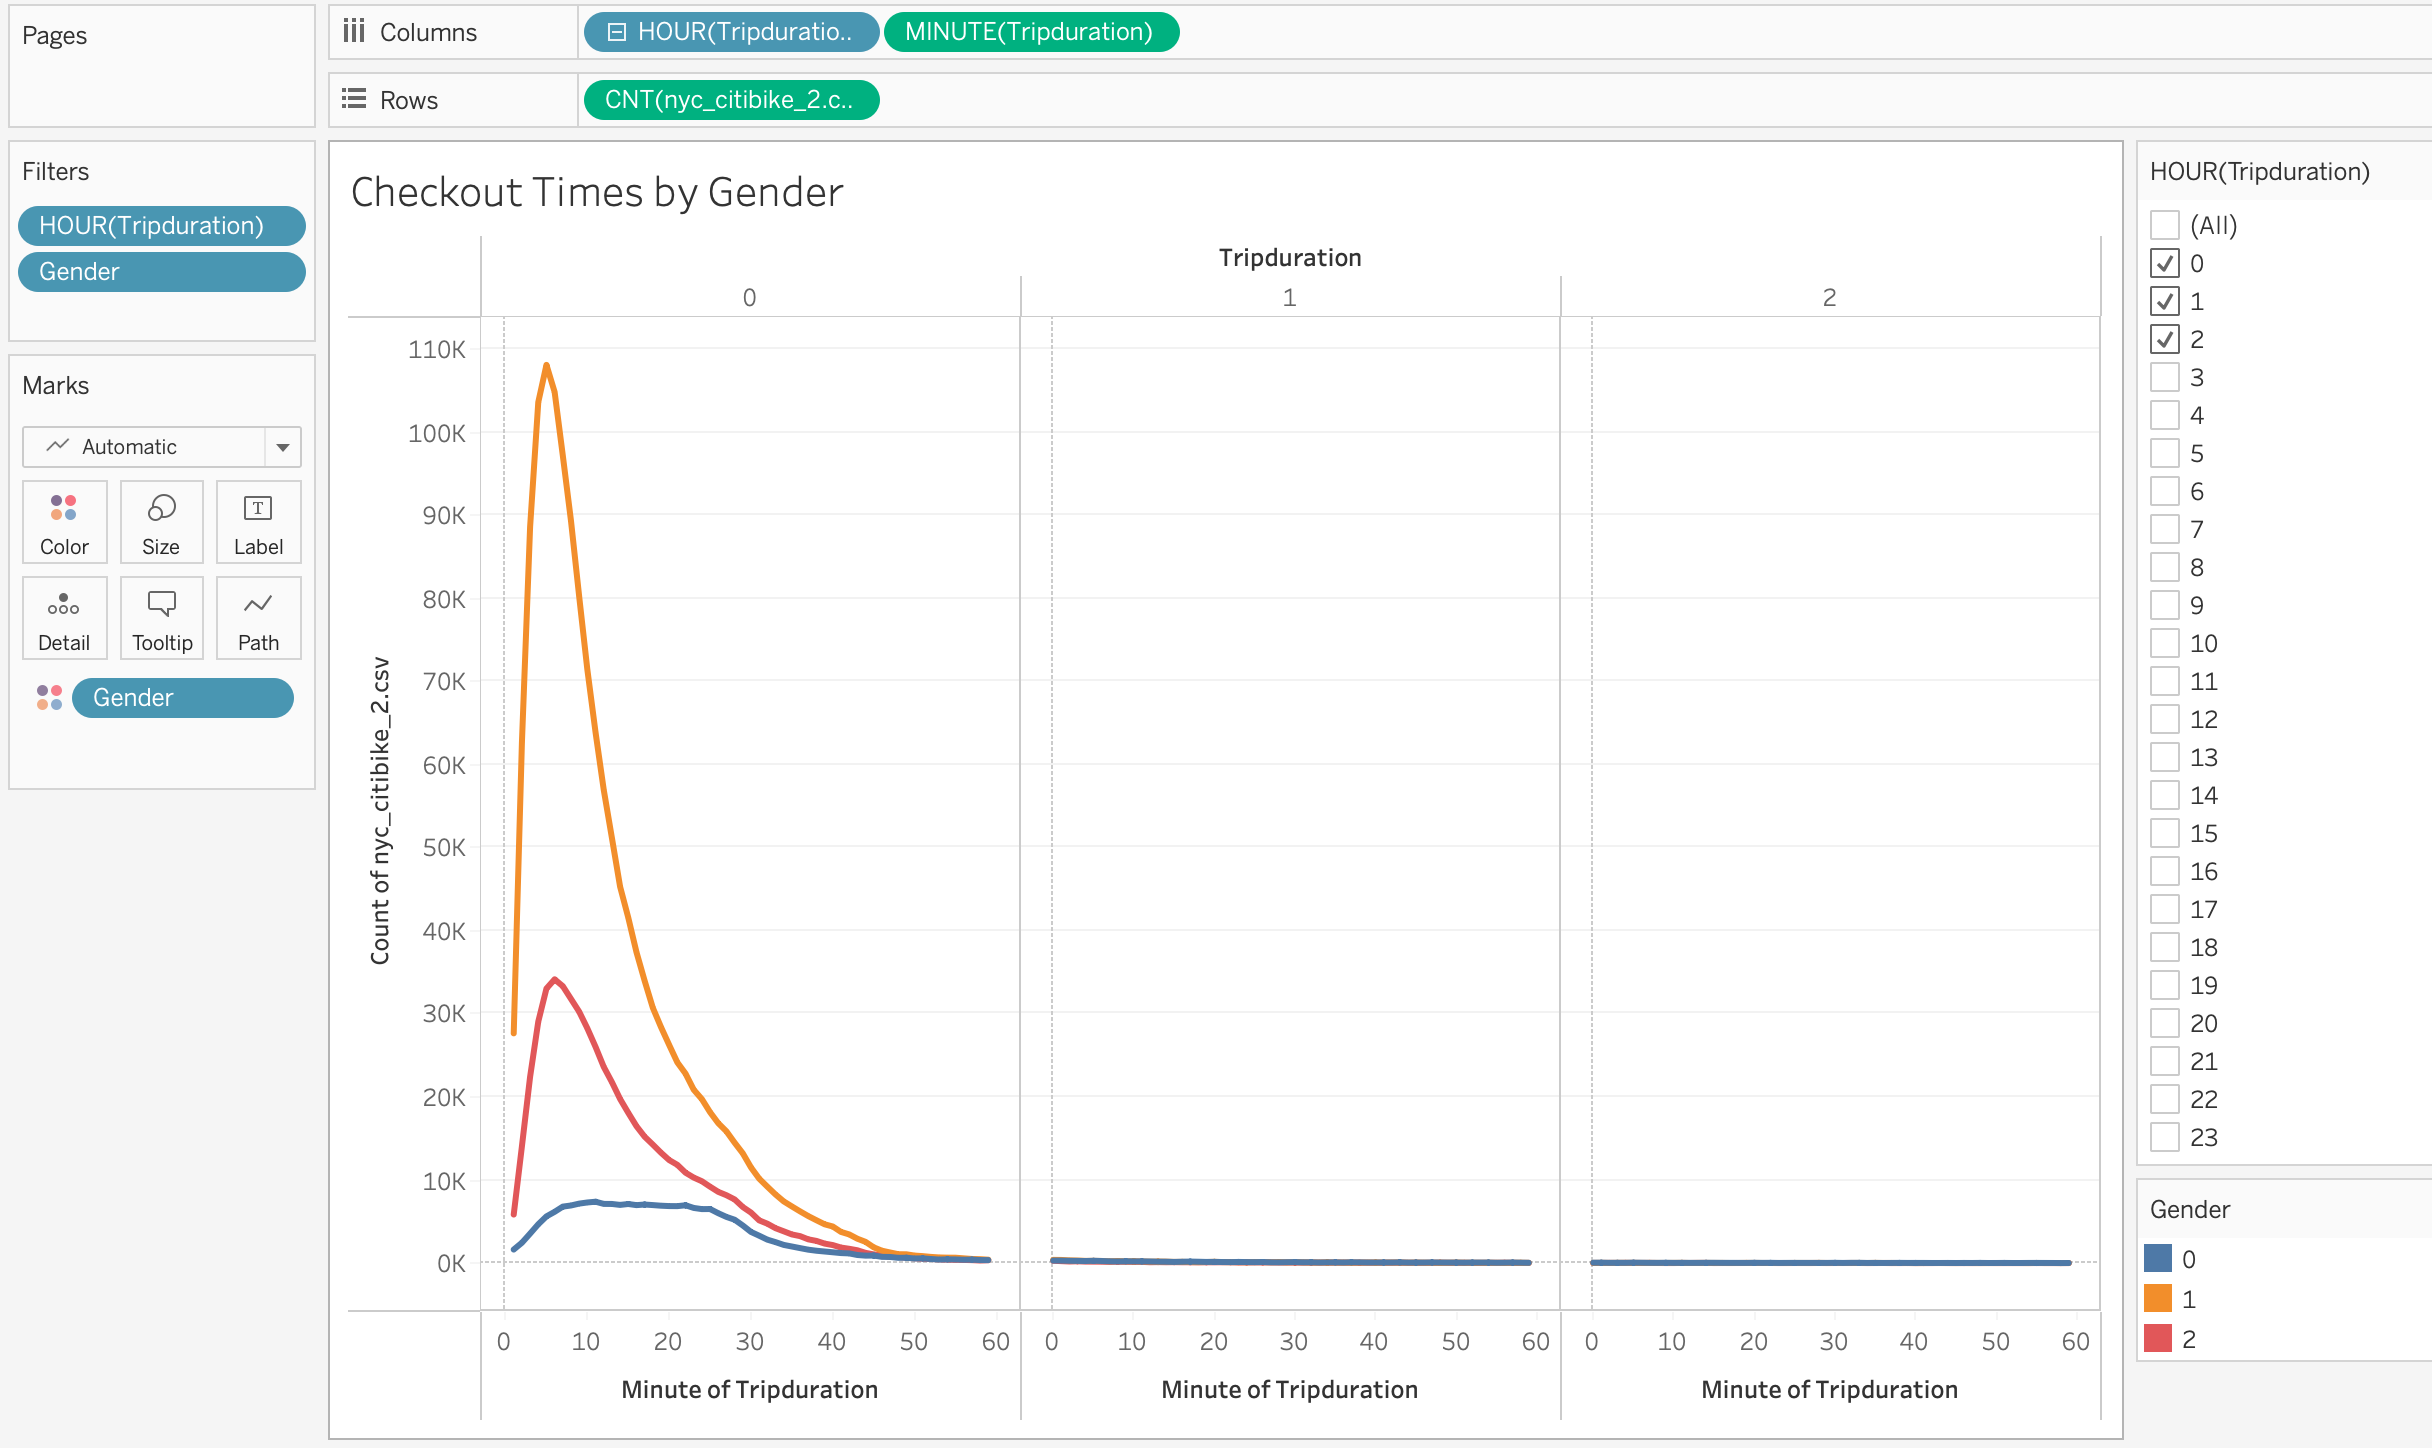 Pages
Columns
HOUR(Tripduratio..
MINUTE(Tripduration)
Rows
CNT(nyc_citibike_2.c..
Filters
HOUR(Tripduration)
Gender
Marks
Automatic
Color Size Label
Detail Tooltip Path
Gender
Checkout Times by Gender
Tripduration
0 1 2
Count of nyc_citibike_2.csv
110K
100K
90K
80K
70K
60K
50K
40K
30K
20K
10K
0K
0 10 20 30 40 50 60 0 10 20 30 40 50 60 0 10 20 30 40 50 60
Minute of Tripduration Minute of Tripduration Minute of Tripduration
HOUR(Tripduration)
(All)
0
1
2
3
4
5
6
7
8
9
10
11
12
13
14
15
16
17
18
19
20
21
22
23
Gender
0
1
2